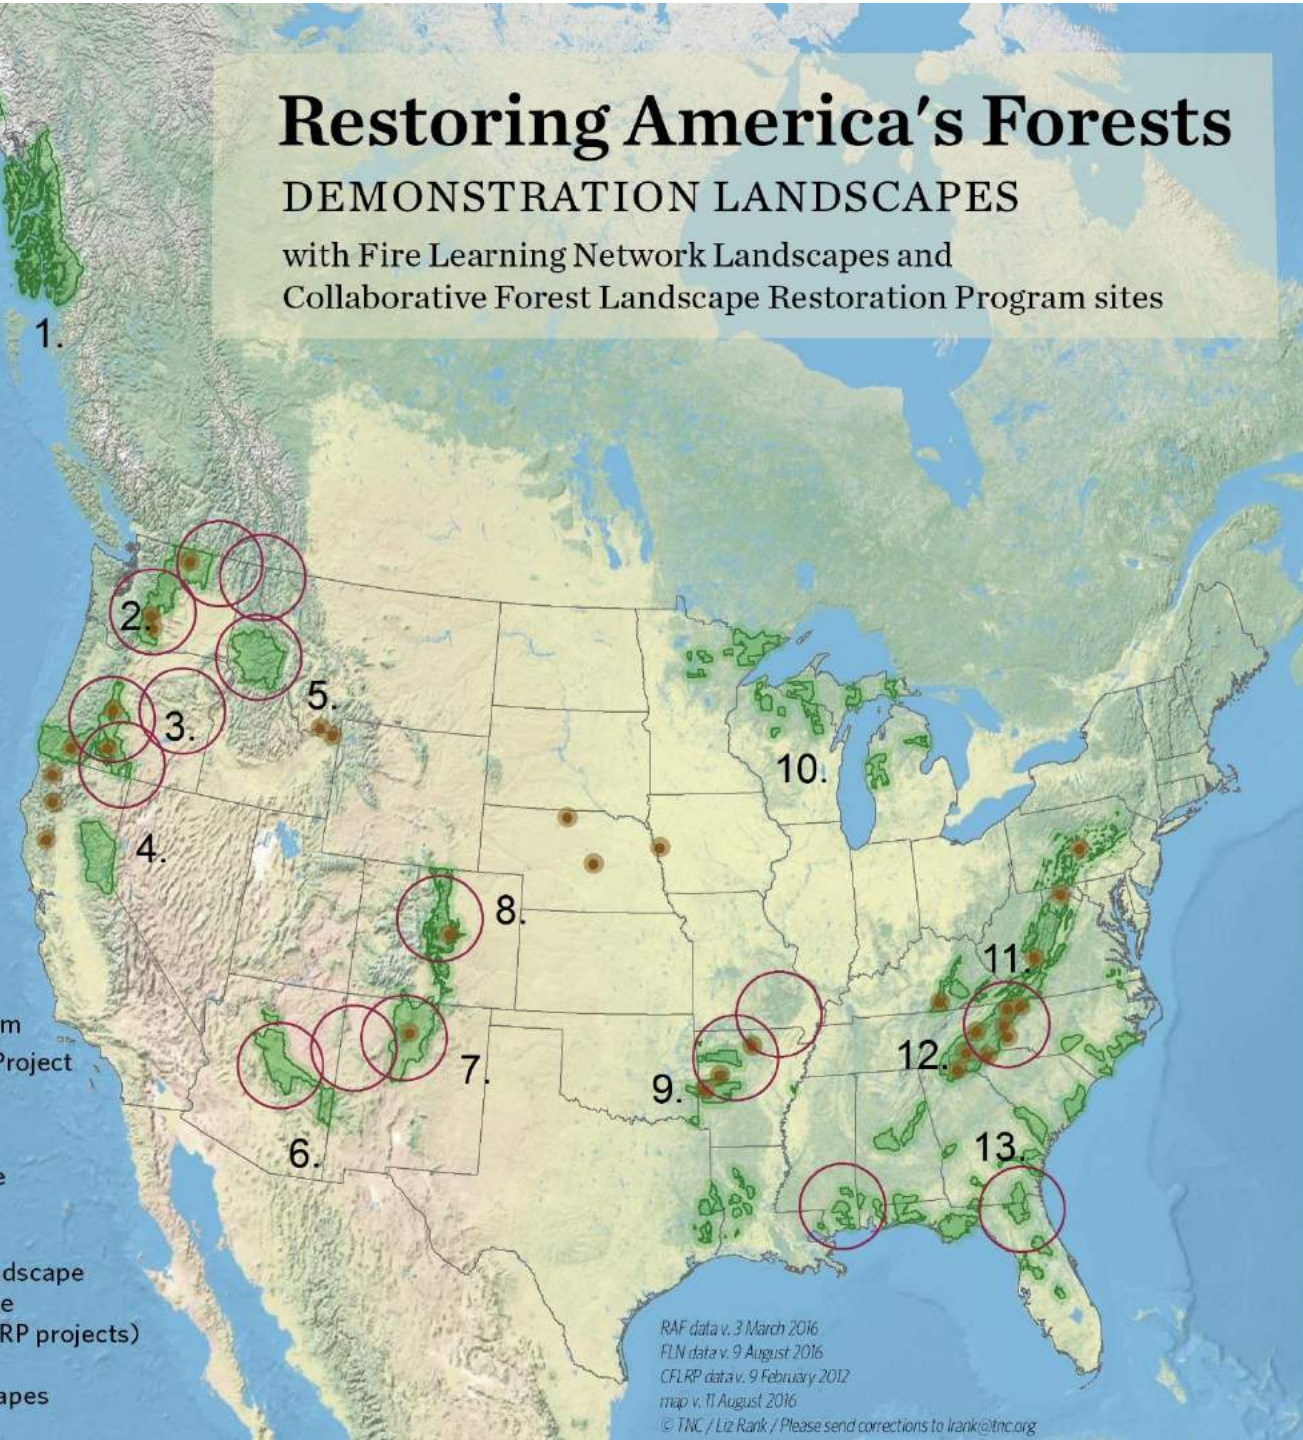 Restoring America's Forests
DEMONSTRATION LANDSCAPES
with Fire Learning Network Landscapes and
Collaborative Forest Landscape Restoration Program sites
1.
2.
3.
5.
4.
10.
8.
11.
m
Project
12.
7.
9.
6.
13.
e
dscape
e
RP projects)
apes
RAF data v. 3 March 2016
FLN data v. 9 August 2016
CFLRP data v. 9 February 2012
map v. 11 August 2016
© TNC / Liz Rank / Please send corrections to lrank@tnc.org